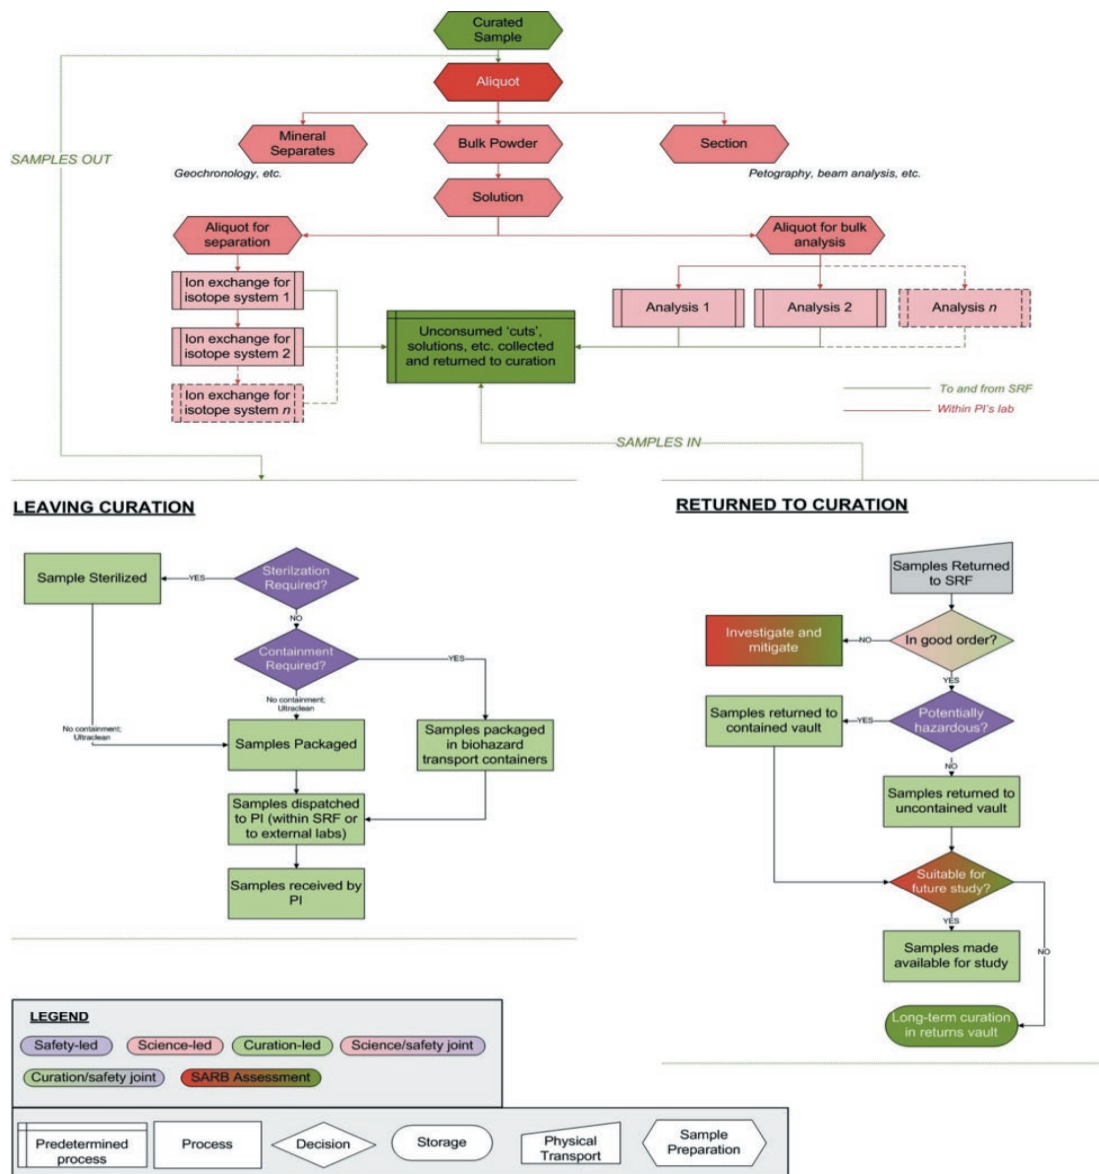 Curated
Sample
Aliquot
Mineral
Separates
Bulk Powder
Section
SAMPLES OUT
Geochronology, etc.
Petography, beam analysis, etc.
Solution
Aliquot for
separation
Aliquot for bulk
analysis
Ion exchange for
isotope system 1
Analysis 1
Analysis 2
Analysis n
Unconsumed ‘cuts’,
solutions, etc. collected
and returned to curation
Ion exchange for
isotope system 2
Ion exchange for
isotope system n
To and from SRF
Within PI's lab
SAMPLES IN
LEAVING CURATION
Sample Sterilized
YES
Sterilzation
Required?
NO
Containment
Required?
YES
No containment;
Ultraclean
No containment;
Ultraclean
Samples Packaged
Samples packaged
in biohazard
transport containers
Samples dispatched
to PI (within SRF or
to external labs)
Samples received by
PI
RETURNED TO CURATION
Samples Returned
to SRF
Investigate and
mitigate
NO
In good order?
YES
Samples returned to
contained vault
YES
Potentially
hazardous?
NO
Samples returned to
uncontained vault
Suitable for
future study?
YES
NO
Samples made
available for study
Long-term curation
in returns vault
LEGEND
Safety-led
Science-led
Curation-led
Science/safety joint
Curation/safety joint
SARB Assessment
Predetermined
process
Process
Decision
Storage
Physical
Transport
Sample
Preparation